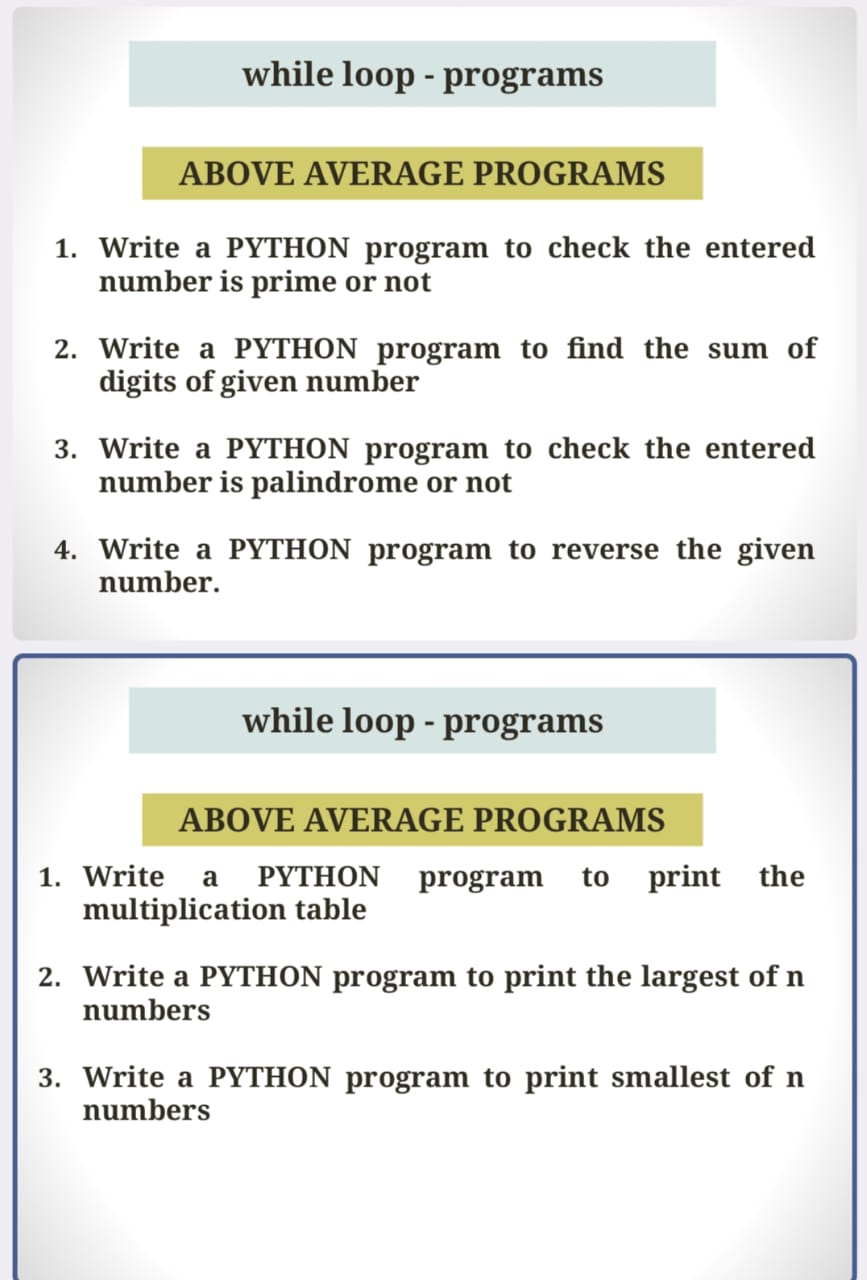 while loop - programs
ABOVE AVERAGE PROGRAMS
1. Write a PYTHON program to check the entered
number is prime or not
2. Write a PYTHON program to find the sum of
digits of given number
3. Write a PYTHON program to check the entered
number is palindrome or not
4. Write a PYTHON program to reverse the given
number.
while loop - programs
ABOVE AVERAGE PROGRAMS
1. Write a PYTHON program to print the
multiplication table
2. Write a PYTHON program to print the largest of n
numbers
3. Write a PYTHON program to print smallest of n
numbers